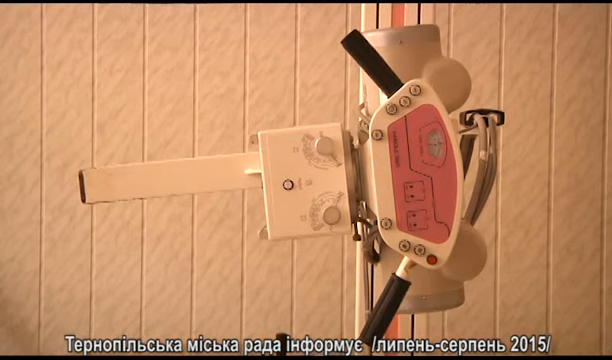 Тернопільська міська рада інформує /липень-серпень 2015/